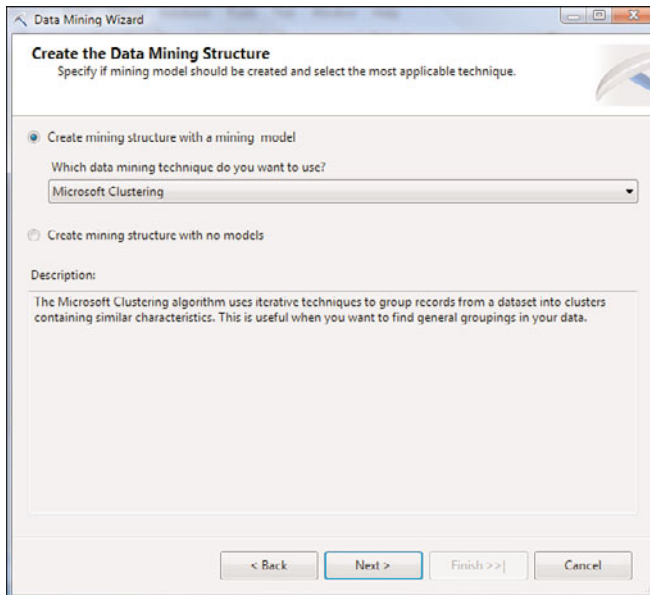 Data Mining Wizard
Create the Data Mining Structure
Specify if mining model should be created and select the most applicable technique.
Create mining structure with a mining model
Which data mining technique do you want to use?
Microsoft Clustering
Create mining structure with no models
Description:
The Microsoft Clustering algorithm uses iterative techniques to group records from a dataset into clusters
containing similar characteristics. This is useful when you want to find general groupings in your data.
< Back
Next >
Finish >>|
Cancel